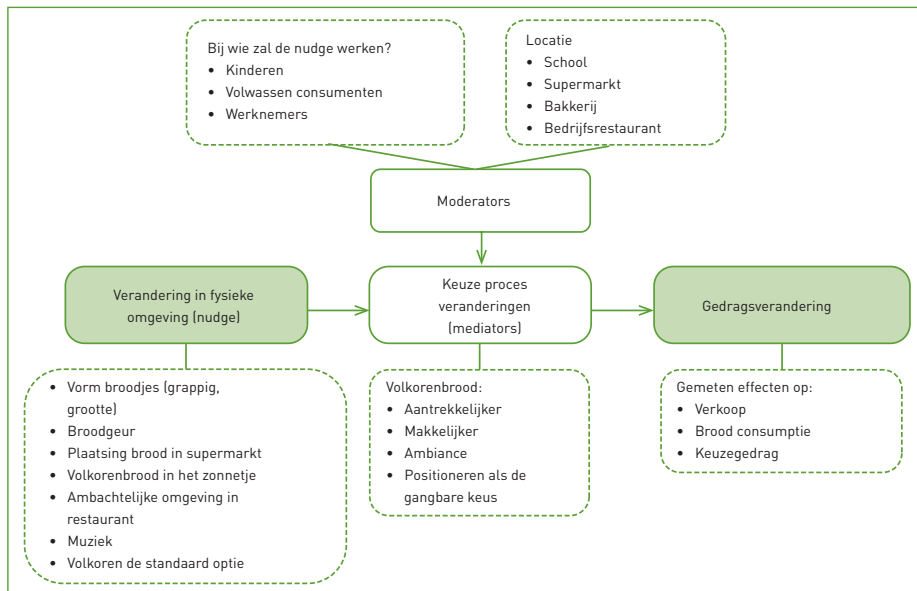 Bij wie zal de nudge werken?
• Kinderen
• Volwassen consumenten
• Werknemers
Locatie
• School
• Supermarkt
• Bakkerij
• Bedrijfsrestaurant
Moderators
Verandering in fysieke
omgeving (nudge)
Keuze proces
veranderingen
(mediators)
Gedragsverandering
• Vorm broodjes (grappig,
grootte)
• Broodgeur
• Plaatsing brood in supermarkt
• Volkorenbrood in het zonnetje
• Ambachtelijke omgeving in
restaurant
• Muziek
• Volkoren de standaard optie
Volkorenbrood:
• Aantrekkelijker
• Makkelijker
• Ambiance
• Positioneren als de
gangbare keus
Gemeten effecten op:
• Verkoop
• Brood consumptie
• Keuzegedrag